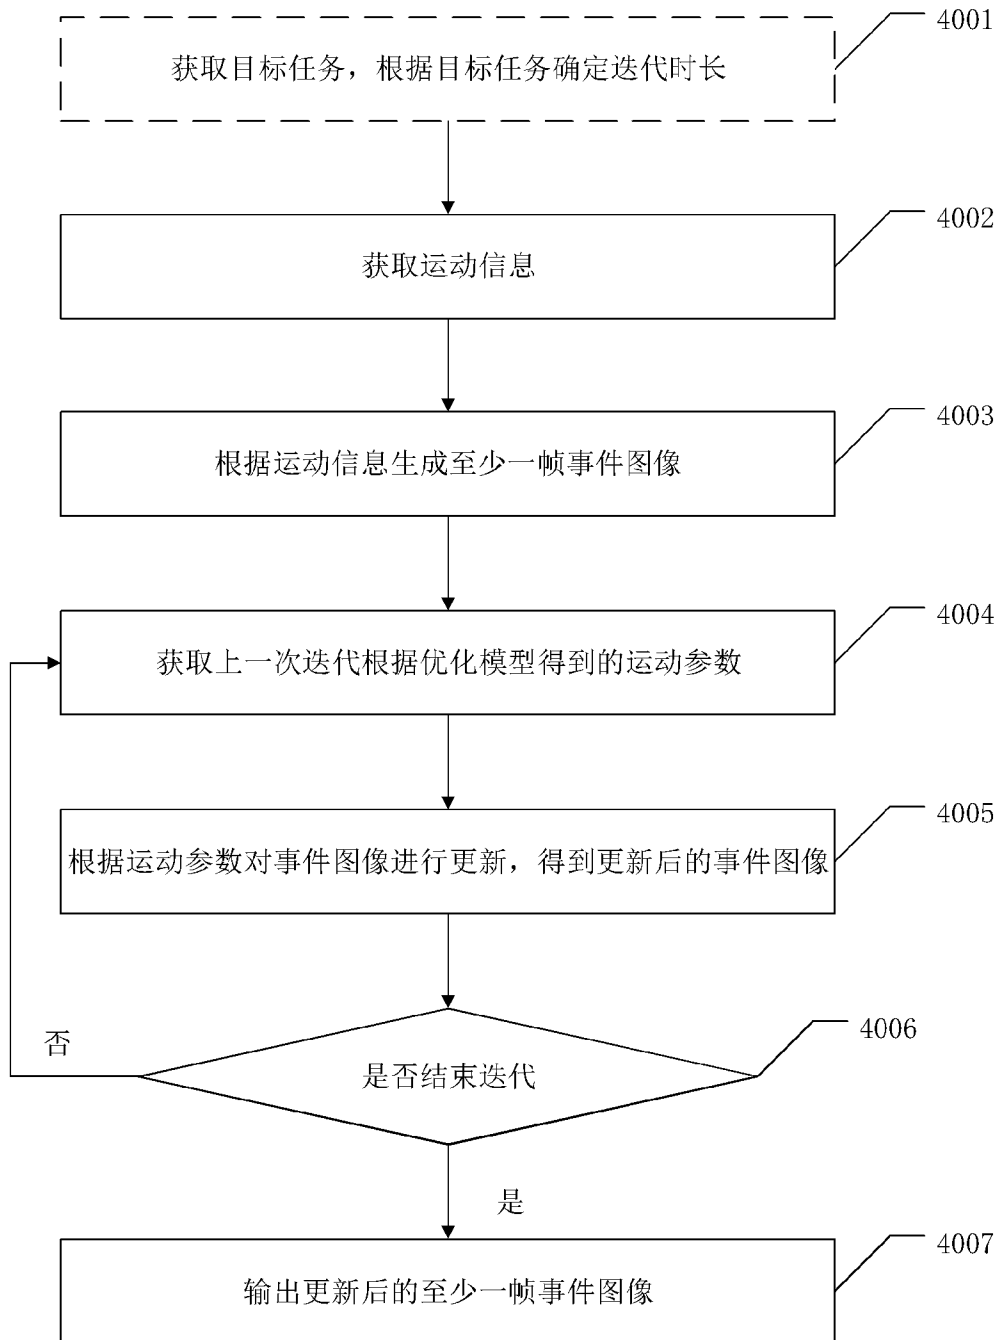 4001
获取目标任务，根据目标任务确定迭代时长
4002
获取运动信息
4003
根据运动信息生成至少一帧事件图像
4004
获取上一次迭代根据优化模型得到的运动参数
4005
根据运动参数对事件图像进行更新，得到更新后的事件图像
4006
否
是否结束迭代
是
4007
输出更新后的至少一帧事件图像